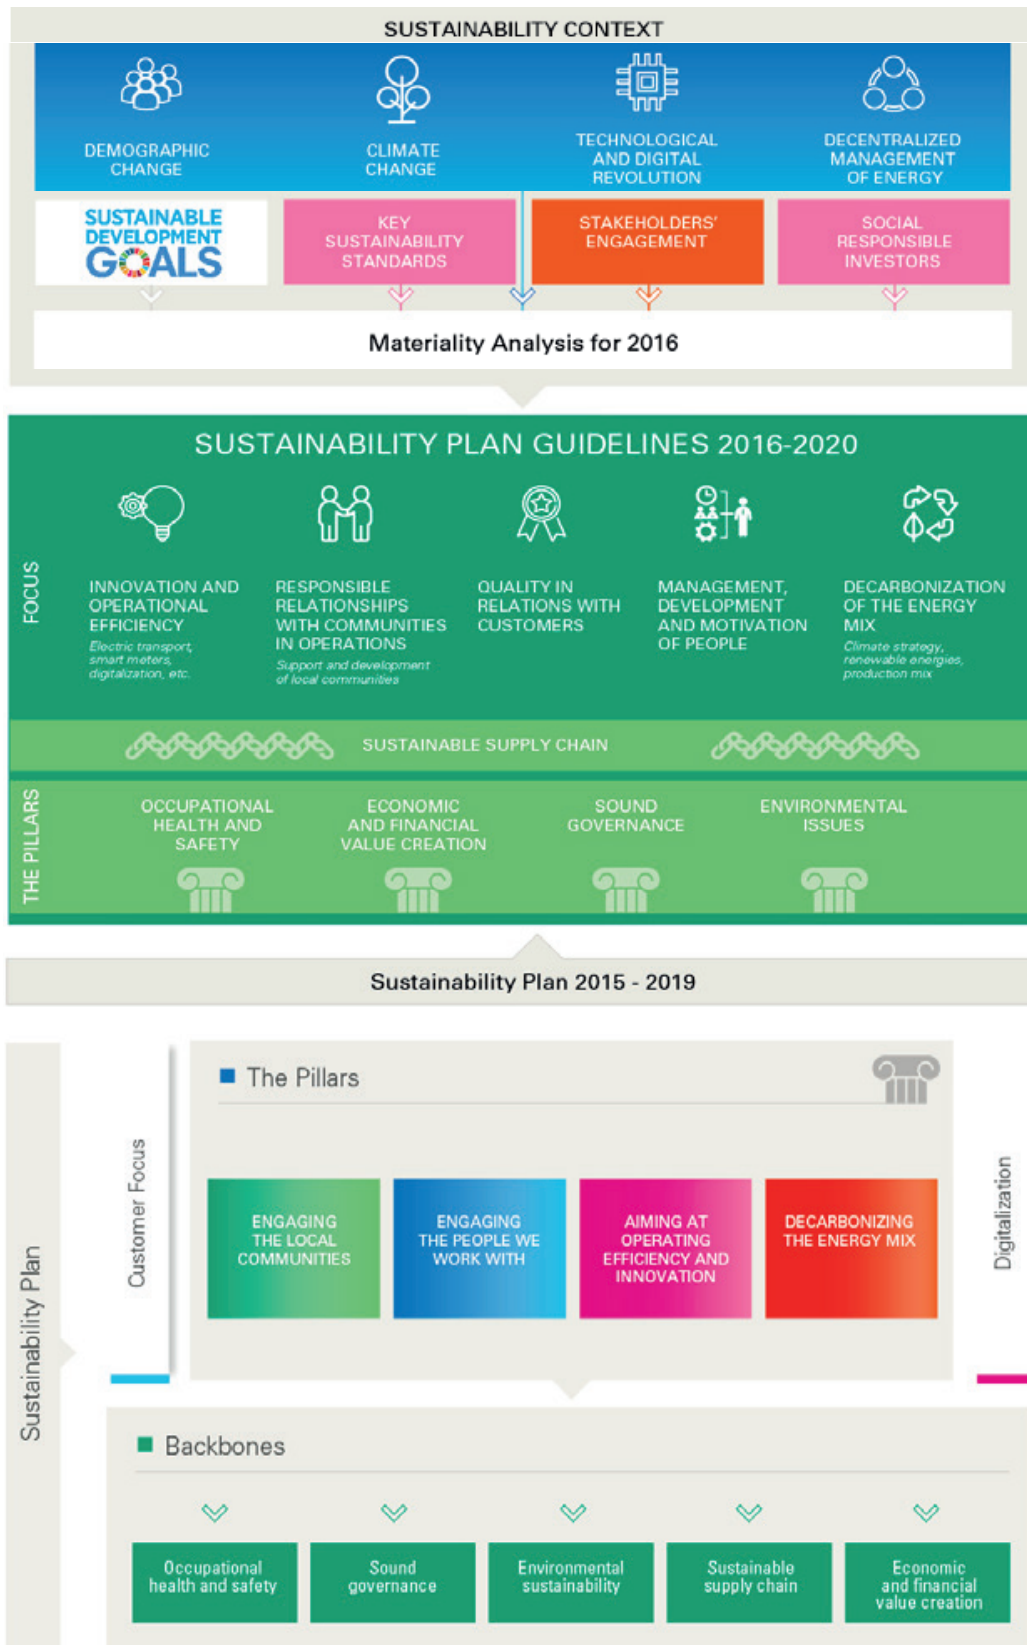 SUSTAINABILITY CONTEXT
DEMOGRAPHIC
CHANGE
CLIMATE
CHANGE
TECHNOLOGICAL
AND DIGITAL
REVOLUTION
DECENTRALIZED
MANAGEMENT
OF ENERGY
SUSTAINABLE
DEVELOPMENT
GOALS
KEY
SUSTAINABILITY
STANDARDS
STAKEHOLDERS'
ENGAGEMENT
SOCIAL
RESPONSIBLE
INVESTORS
Materiality Analysis for 2016
SUSTAINABILITY PLAN GUIDELINES 2016-2020
FOCUS
INNOVATION AND
OPERATIONAL
EFFICIENCY
Electric transport,
smart meters,
digitalization, etc.
RESPONSIBLE
RELATIONSHIPS
WITH COMMUNITIES
IN OPERATIONS
Support and development
of local communities
QUALITY IN
RELATIONS WITH
CUSTOMERS
MANAGEMENT,
DEVELOPMENT
AND MOTIVATION
OF PEOPLE
DECARBONIZATION
OF THE ENERGY
MIX
Climate strategy,
renewable energies,
production mix
SUSTAINABLE SUPPLY CHAIN
THE PILLARS
OCCUPATIONAL
HEALTH AND
SAFETY
ECONOMIC
AND FINANCIAL
VALUE CREATION
SOUND
GOVERNANCE
ENVIRONMENTAL
ISSUES
Sustainability Plan 2015 - 2019
Sustainability Plan
Customer Focus
The Pillars
ENGAGING
THE LOCAL
COMMUNITIES
ENGAGING
THE PEOPLE WE
WORK WITH
AIMING AT
OPERATING
EFFICIENCY AND
INNOVATION
DECARBONIZING
THE ENERGY MIX
Digitalization
Backbones
Occupational
health and safety
Sound
governance
Environmental
sustainability
Sustainable
supply chain
Economic
and financial
value creation